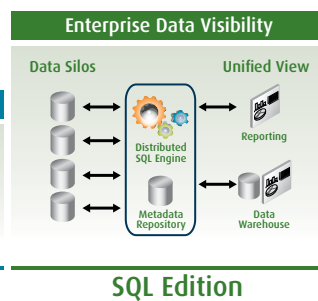 Enterprise Data Visibility
Data Silos
Unified View
Distributed
SQL Engine
Reporting
Metadata
Repository
Data
Warehouse
SQL Edition